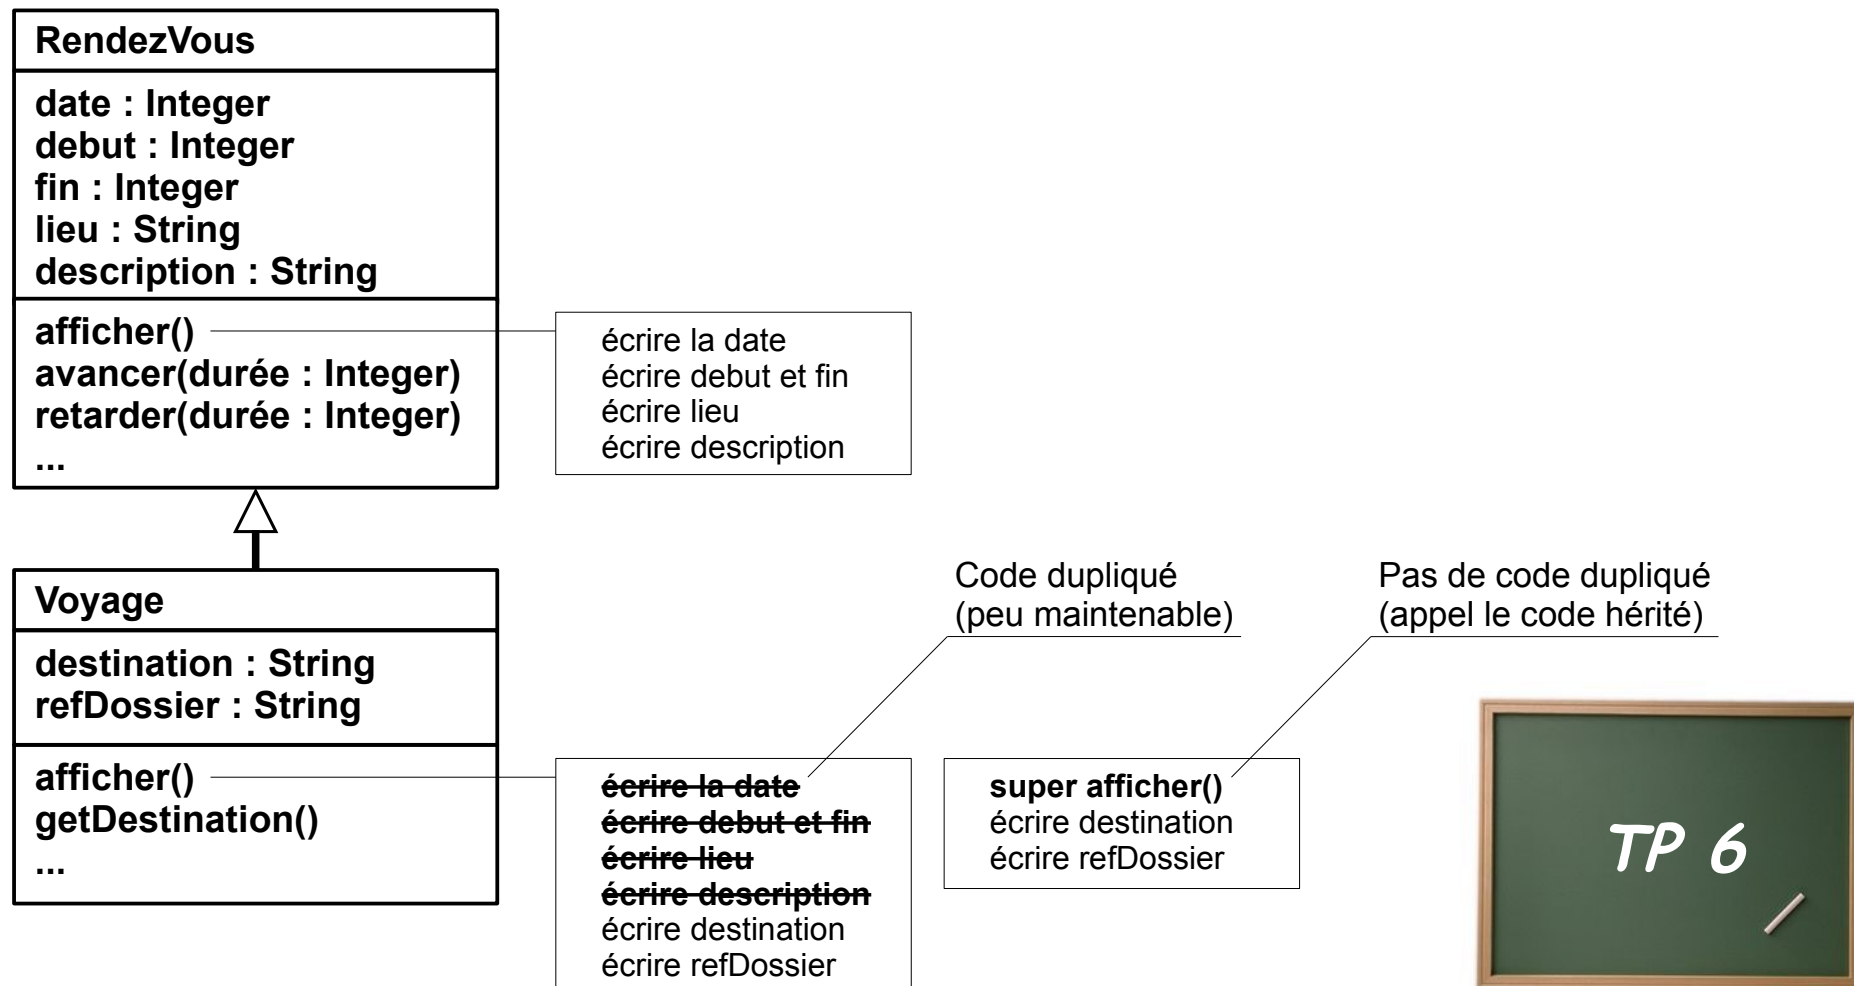 RendezVous
date : Integer
debut : Integer
fin : Integer
lieu : String
description : String
afficher()
avancer(durée : Integer)
retarder(durée : Integer)
...
écrire la date
écrire debut et fin
écrire lieu
écrire description
Voyage
destination : String
refDossier : String
afficher()
getDestination()
...
Code dupliqué
(peu maintenable)
écrire la date
écrire debut et fin
écrire lieu
écrire description
écrire destination
écrire refDossier
Pas de code dupliqué
(appel le code hérité)
super afficher()
écrire destination
écrire refDossier
TP 6